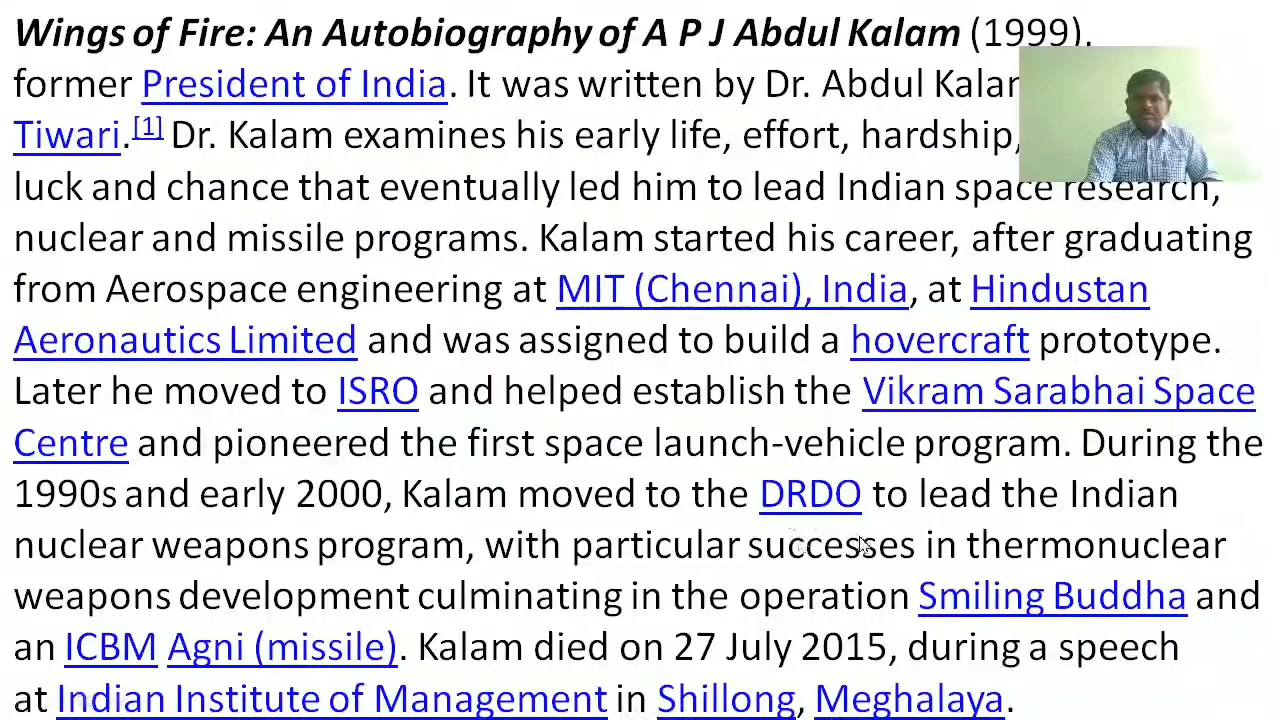 Wings of Fire: An Autobiography of A P J Abdul Kalam (1999),
former President of India. It was written by Dr. Abdul Kalam
Tiwari.[1] Dr. Kalam examines his early life, effort, hardship,
luck and chance that eventually led him to lead Indian space research,
nuclear and missile programs. Kalam started his career, after graduating
from Aerospace engineering at MIT (Chennai), India, at Hindustan
Aeronautics Limited and was assigned to build a hovercraft prototype.
Later he moved to ISRO and helped establish the Vikram Sarabhai Space
Centre and pioneered the first space launch-vehicle program. During the
1990s and early 2000, Kalam moved to the DRDO to lead the Indian
nuclear weapons program, with particular successes in thermonuclear
weapons development culminating in the operation Smiling Buddha and
an ICBM Agni (missile). Kalam died on 27 July 2015, during a speech
at Indian Institute of Management in Shillong, Meghalaya.